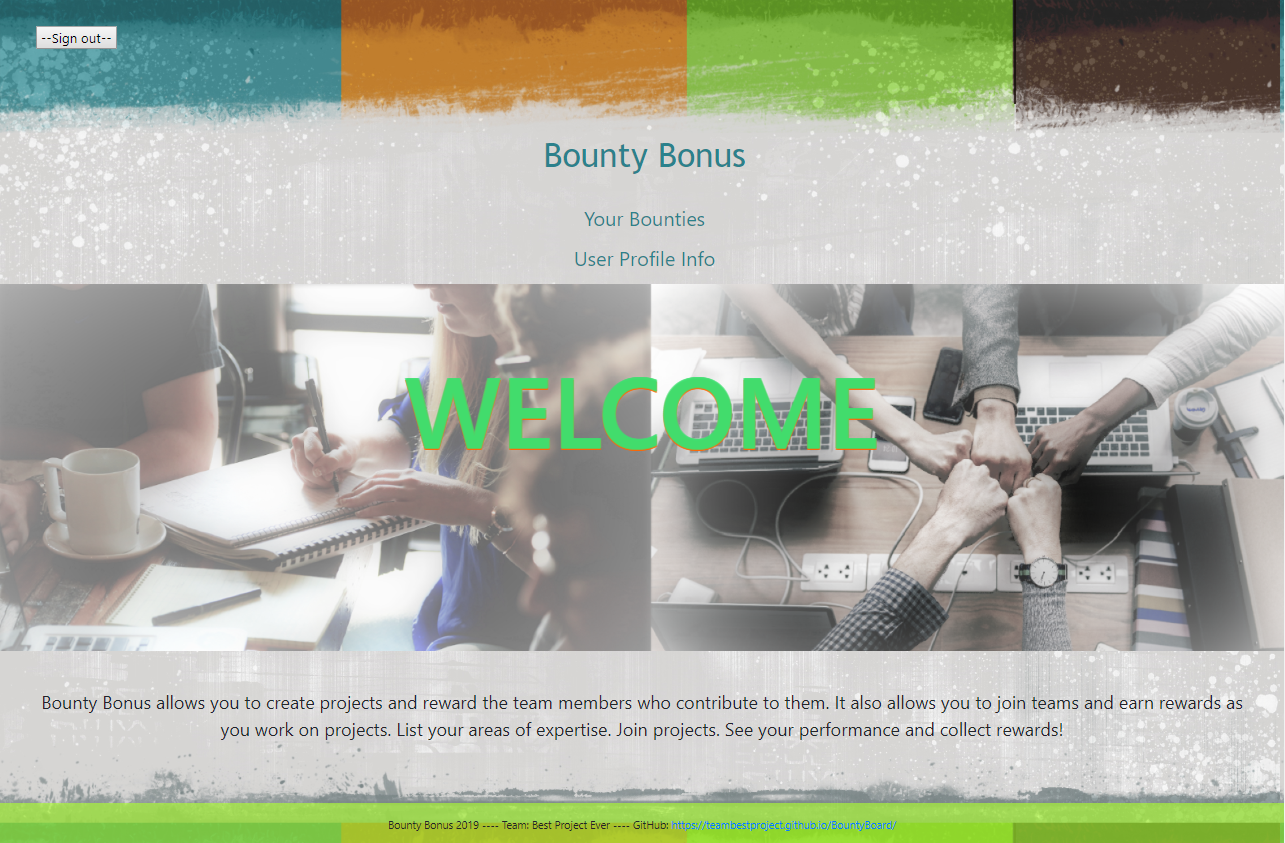 --Sign out--
Bounty Bonus
Your Bounties
User Profile Info
WELCOME
Bounty Bonus allows you to create projects and reward the team members who contribute to them. It also allows you to join teams and earn rewards as
you work on projects. List your areas of expertise. Join projects. See your performance and collect rewards!
Bounty Bonus 2019 ---- Team: Best Project Ever ---- GitHub: https://teambestproject.github.io/BountyBoard/